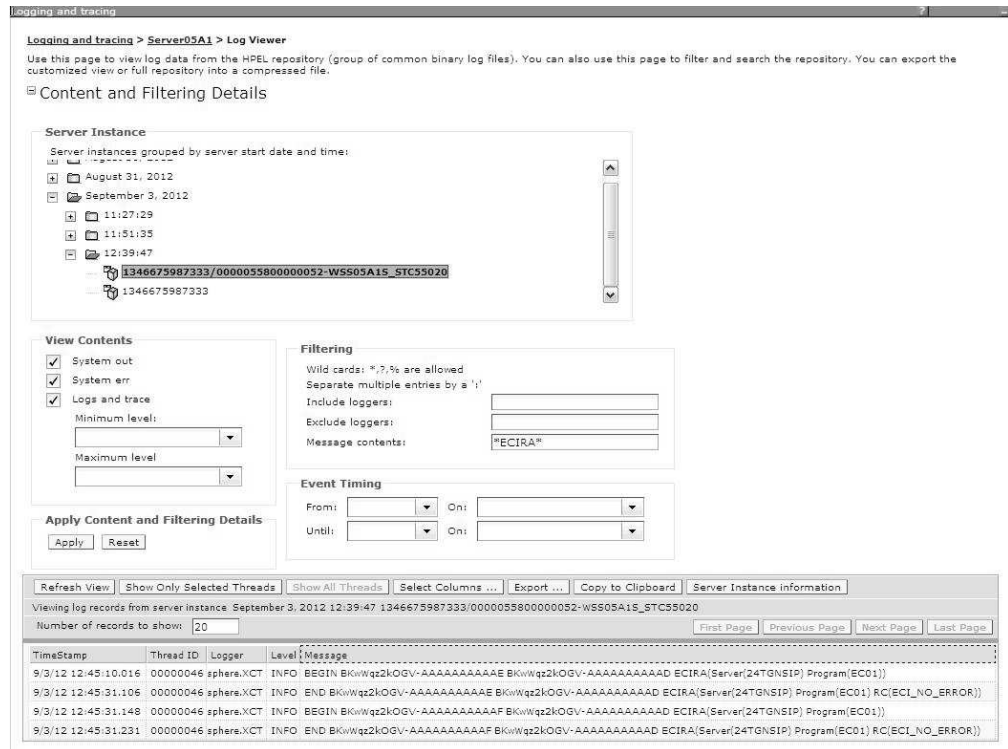 Logging and tracing ?
Logging and tracing > Server05A1 > Log Viewer
Use this page to view log data from the HPEL repository (group of common binary log files). You can also use this page to filter and search the repository. You can export the
customized view or full repository into a compressed file.
Content and Filtering Details
Server Instance
Server instances grouped by server start date and time:
August 31, 2012
September 3, 2012
11:27:29
11:51:35
12:39:47
1346675987333/0000055800000052-WSS05A1S_STC55020
1346675987333
View Contents
System out
System err
Logs and trace
Minimum level:
Maximum level
Filtering
Wild cards: *,?,% are allowed
Separate multiple entries by a ':'
Include loggers:
Exclude loggers:
Message contents: *ECIRA*
Event Timing
From: On:
Until: On:
Apply Content and Filtering Details
Apply Reset
Refresh View Show Only Selected Threads Show All Threads Select Columns ... Export ... Copy to Clipboard Server Instance information
Viewing log records from server instance September 3, 2012 12:39:47 1346675987333/0000055800000052-WSS05A1S_STC55020
Number of records to show: 20 First Page Previous Page Next Page Last Page
TimeStamp Thread ID Logger Level Message
9/3/12 12:45:10.016 00000046 sphere.XCT INFO BEGIN BKwWqz2kOGV-AAAAAAAAAAE BKwWqz2kOGV-AAAAAAAAAAD ECIRA(Server(24TGNSIP) Program(EC01))
9/3/12 12:45:31.106 00000046 sphere.XCT INFO END BKwWqz2kOGV-AAAAAAAAAAE BKwWqz2kOGV-AAAAAAAAAAD ECIRA(Server(24TGNSIP) Program(EC01) RC(ECI_NO_ERROR))
9/3/12 12:45:31.148 00000046 sphere.XCT INFO BEGIN BKwWqz2kOGV-AAAAAAAAAAF BKwWqz2kOGV-AAAAAAAAAAD ECIRA(Server(24TGNSIP) Program(EC01))
9/3/12 12:45:31.231 00000046 sphere.XCT INFO END BKwWqz2kOGV-AAAAAAAAAAF BKwWqz2kOGV-AAAAAAAAAAD ECIRA(Server(24TGNSIP) Program(EC01) RC(ECI_NO_ERROR))